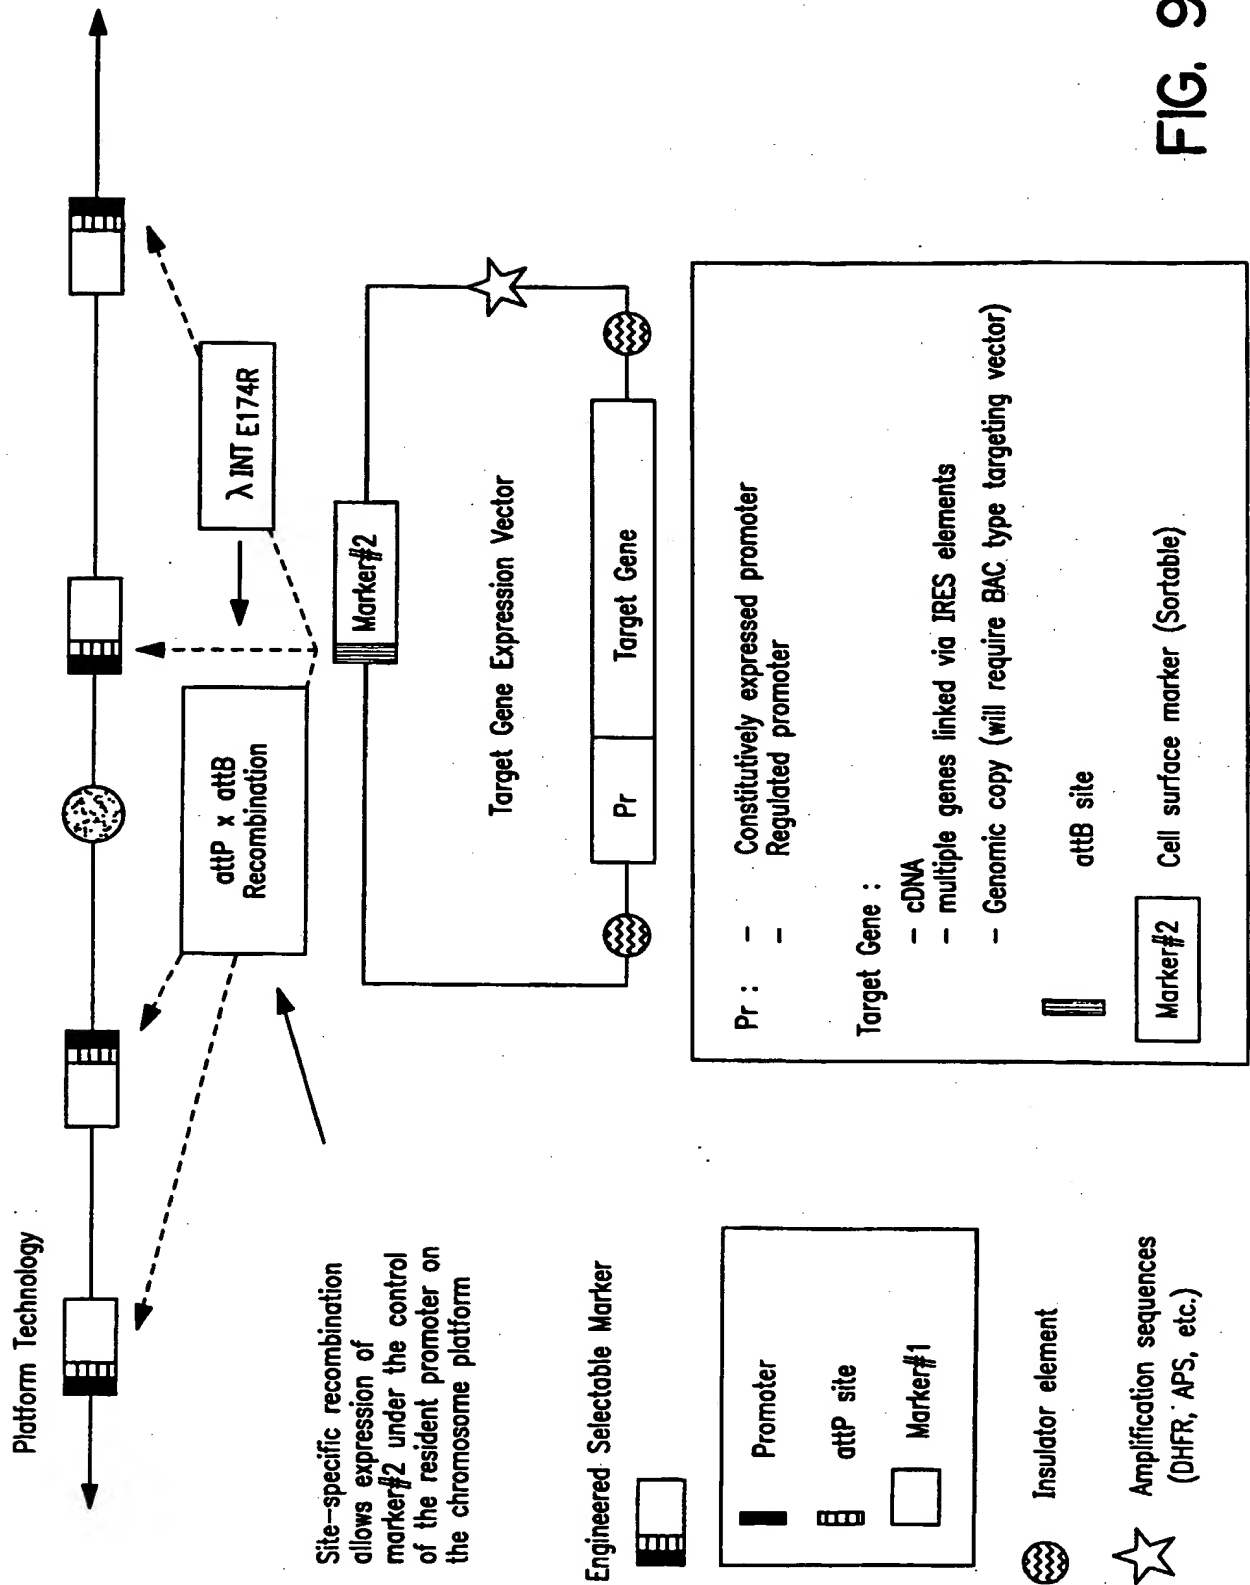 Platform Technology
attP x attB
Recombination
λ INT E174R
Site-specific recombination
allows expression of
marker#2 under the control
of the resident promoter on
the chromosome platform
Marker#2
Target Gene Expression Vector
Pr
Target Gene
Engineered Selectable Marker
Promoter
attP site
Marker#1
Insulator element
Amplification sequences
(DHFR, APS, etc.)
Pr : - Constitutively expressed promoter
- Regulated promoter
Target Gene :
- cDNA
- multiple genes linked via IRES elements
- Genomic copy (will require BAC type targeting vector)
attB site
Marker#2 Cell surface marker (Sortable)
FIG. 9